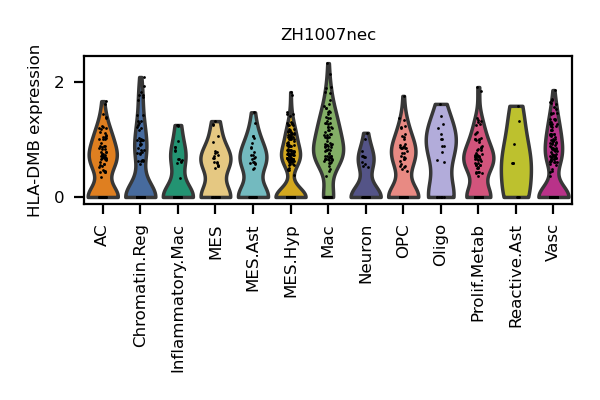 ZH1007nec
HLA-DMB expression
2
0
AC
Chromatin.Reg
Inflammatory.Mac
MES
MES.Ast
MES.Hyp
Mac
Neuron
OPC
Oligo
Prolif.Metab
Reactive.Ast
Vasc